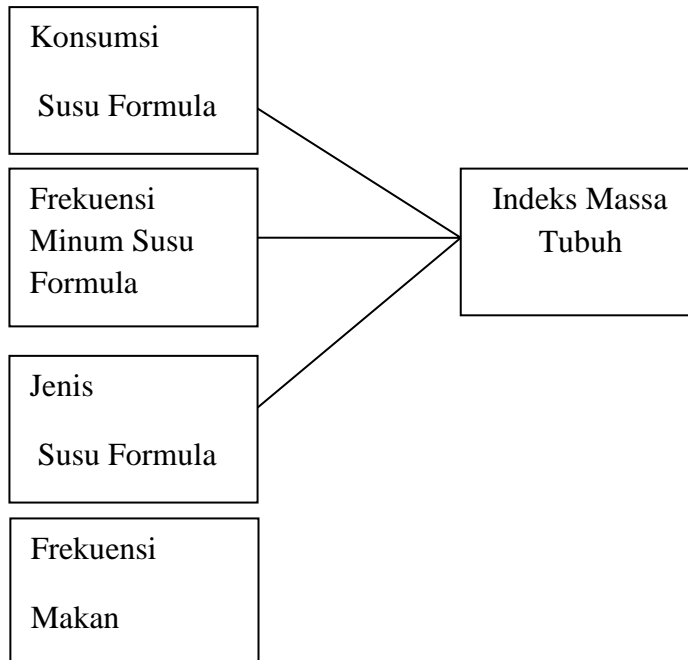 Konsumsi
Susu Formula
Frekuensi
Minum Susu
Formula
Jenis
Susu Formula
Frekuensi
Makan
Indeks Massa
Tubuh